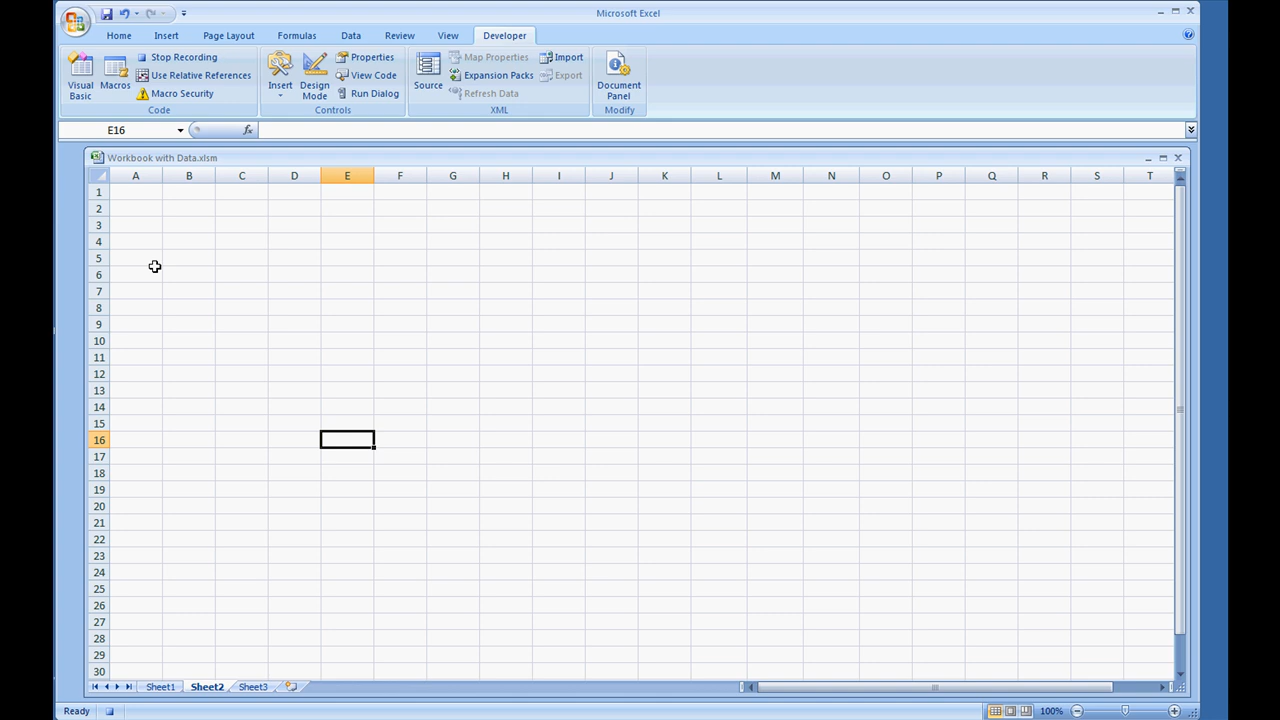 Microsoft Excel
Home Insert Page Layout Formulas Data Review View Developer
Visual Basic
Macros
Stop Recording
Use Relative References
Macro Security
Code
Insert
Design Mode
Properties
View Code
Run Dialog
Controls
Source
Map Properties
Expansion Packs
Refresh Data
Import
Export
XML
Document Panel
Modify
E16 fx
Workbook with Data.xlsm
A B C D E F G H I J K L M N O P Q R S T
1
2
3
4
5
6
7
8
9
10
11
12
13
14
15
16
17
18
19
20
21
22
23
24
25
26
27
28
29
30
Sheet1 Sheet2 Sheet3
Ready 100%